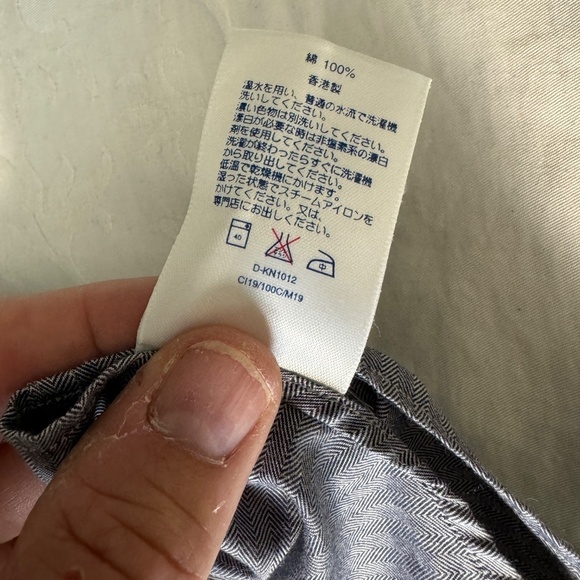 綿 100%
香港製
温水を用い、普通の水流で洗濯機
洗いしてください。
濃い色物は別洗いしてください。
漂白が必要な時は非塩素系の漂白
剤を使用してください。
洗濯が終わったらすぐに洗濯機
から取り出してください。
低温で乾燥機にかけます。
湿った状態でスチームアイロンを
かけてください。又は、
専門店にお出しください。
40
中
D-KN1012
CI19/100C/M19